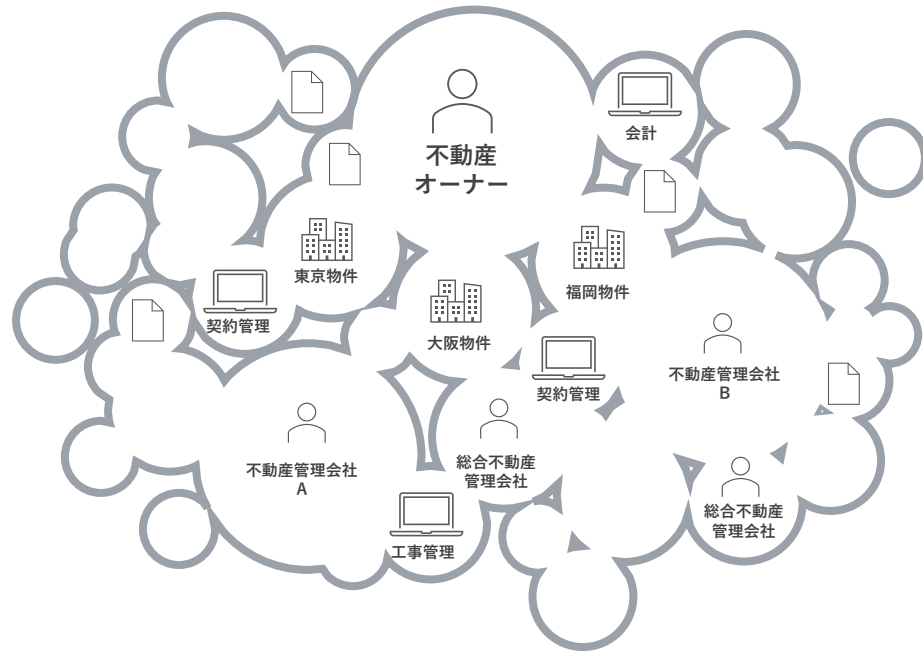 会計
不動産
オーナー
東京物件
福岡物件
契約管理
大阪物件
契約管理
不動産管理会社
B
不動産管理会社
A
総合不動産
管理会社
総合不動産
管理会社
工事管理